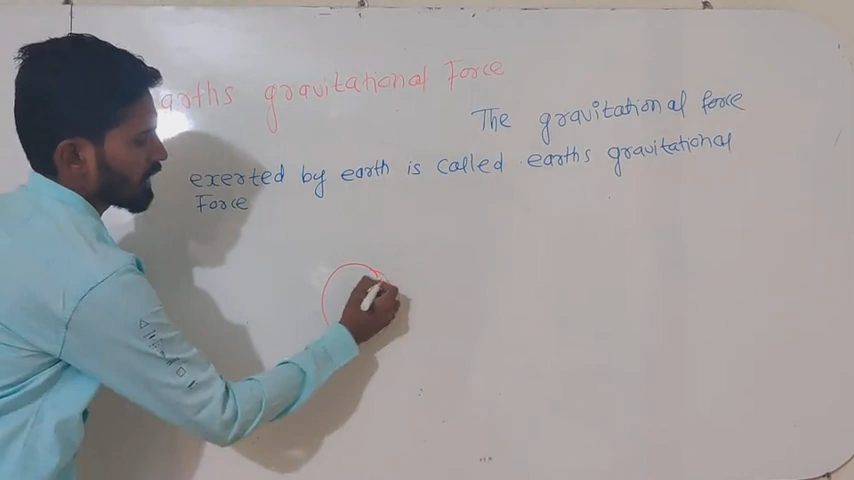 earths gravitational Force
The gravitational force
exerted by earth is called earths gravitational
Force